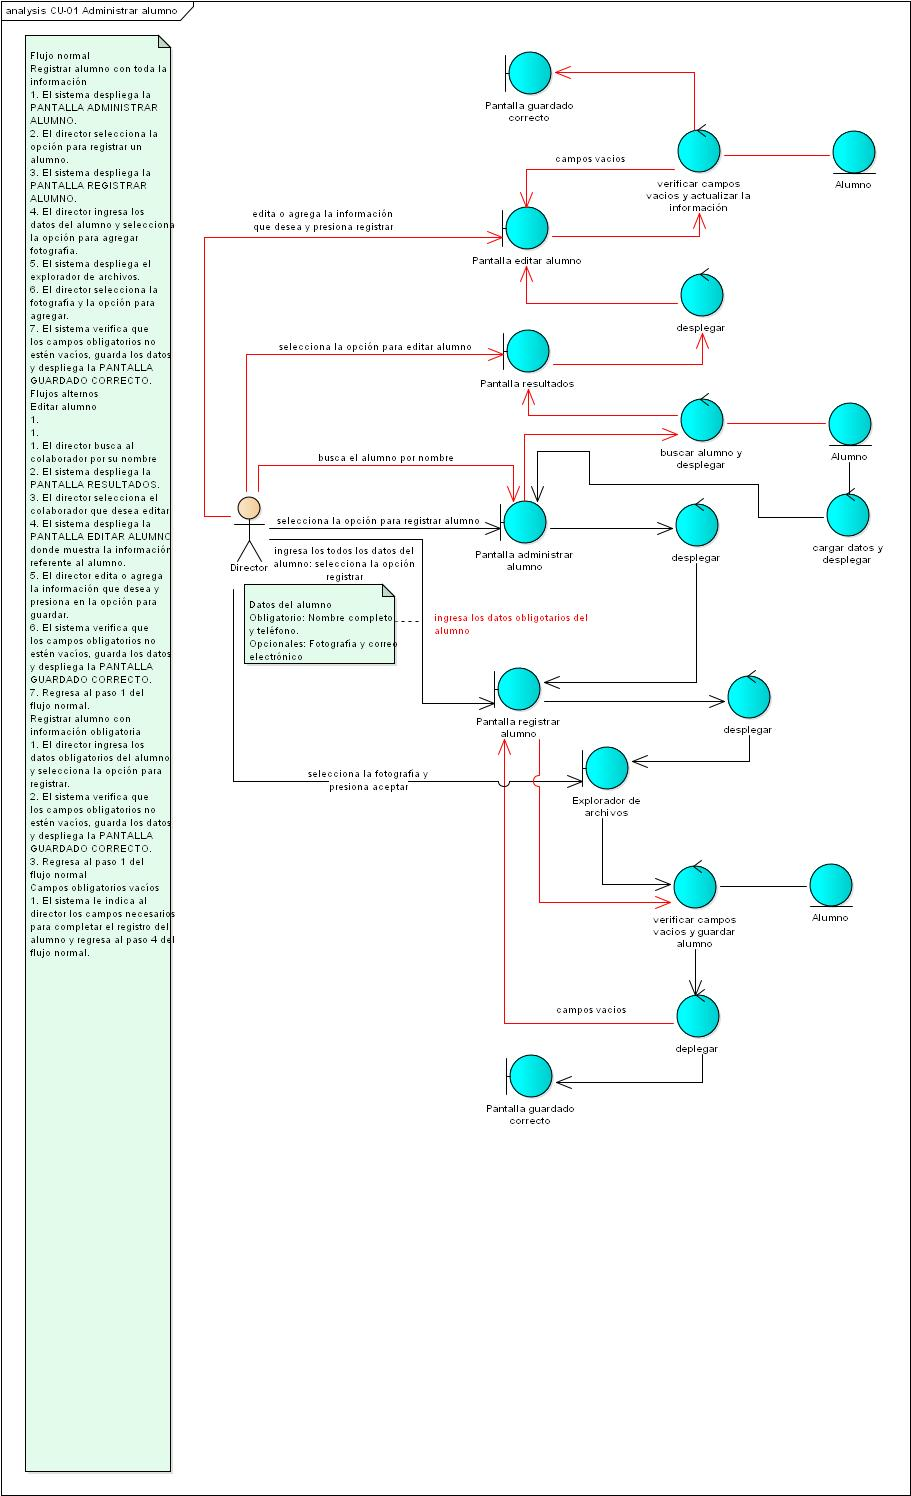 analysis CU-01 Administrar alumno
Flujo normal
Registrar alumno con toda la
información
1. El sistema despliega la
PANTALLA ADMINISTRAR
ALUMNO.
2. El director selecciona la
opción para registrar un
alumno.
3. El sistema despliega la
PANTALLA REGISTRAR
ALUMNO.
4. El director ingresa los
datos del alumno y selecciona
la opción para agregar
fotografía.
5. El sistema despliega el
explorador de archivos.
6. El director selecciona la
fotografía y la opción para
agregar.
7. El sistema verifica que
los campos obligatorios no
estén vacíos, guarda los datos
y despliega la PANTALLA
GUARDADO CORRECTO.
Flujos alternos
Editar alumno
1.
1.
1. El director busca al
colaborador por su nombre
2. El sistema despliega la
PANTALLA RESULTADOS.
3. El director selecciona el
colaborador que desea editar
4. El sistema despliega la
PANTALLA EDITAR ALUMNO
donde muestra la información
referente al alumno.
5. El director edita o agrega
la información que desea y
presiona en la opción para
guardar.
6. El sistema verifica que
los campos obligatorios no
estén vacíos, guarda los datos
y despliega la PANTALLA
GUARDADO CORRECTO.
7. Regresa al paso 1 del
flujo normal.
Registrar alumno con
información obligatoria
1. El director ingresa los
datos obligatorios del alumno
y selecciona la opción para
registrar.
2. El sistema verifica que
los campos obligatorios no
estén vacíos, guarda los datos
y despliega la PANTALLA
GUARDADO CORRECTO.
3. Regresa al paso 1 del
flujo normal
Campos obligatorios vacíos
1. El sistema le indica al
director los campos necesarios
para completar el registro del
alumno y regresa al paso 4 del
flujo normal.
Pantalla guardado
correcto
campos vacios
verificar campos
vacios y actualizar la
información
Alumno
edita o agrega la información
que desea y presiona registrar
Pantalla editar alumno
desplegar
selecciona la opción para editar alumno
Pantalla resultados
buscar alumno y
desplegar
Alumno
busca el alumno por nombre
selecciona la opción para registrar alumno
Pantalla administrar
alumno
desplegar
cargar datos y
desplegar
Director
ingresa los todos los datos del
alumno: selecciona la opción
registrar
Datos del alumno
Obligatorio: Nombre completo
y teléfono.
Opcionales: Fotografía y correo
electrónico
ingresa los datos obligotarios del
alumno
Pantalla registrar
alumno
desplegar
selecciona la fotografía y
presiona aceptar
Explorador de
archivos
verificar campos
vacios y guardar
alumno
Alumno
campos vacios
deplegar
Pantalla guardado
correcto